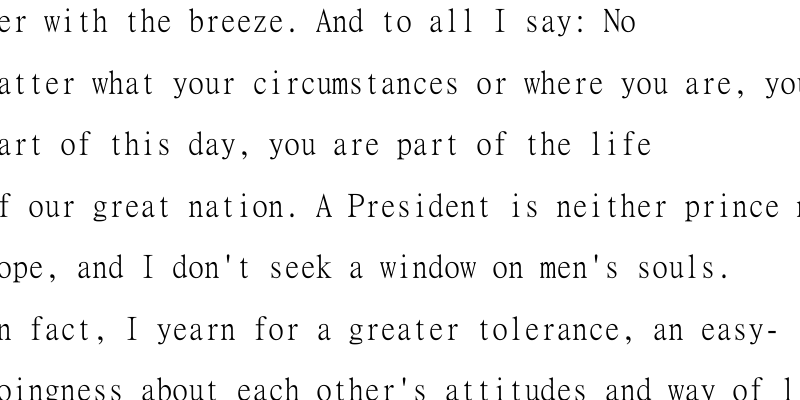 er with the breeze. And to all I say: No
atter what your circumstances or where you are, you
art of this day, you are part of the life
f our great nation. A President is neither prince
ope, and I don't seek a window on men's souls.
n fact, I yearn for a greater tolerance, an easy-
oingness about each other's attitudes and way of l